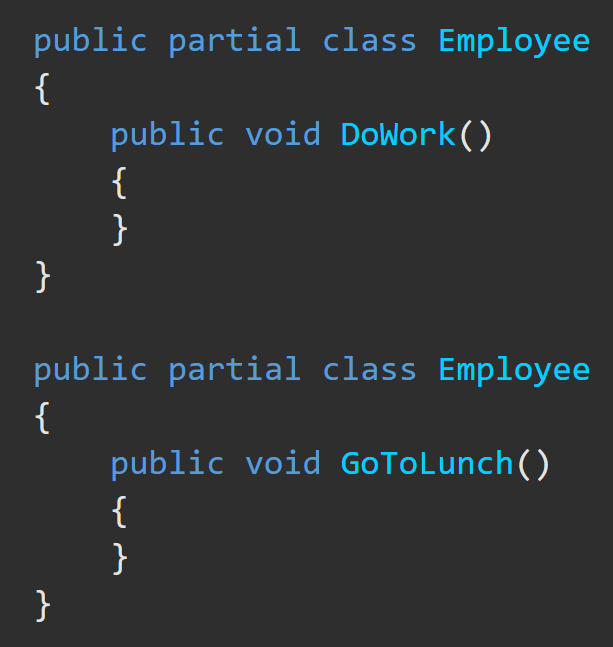 public partial class Employee
{
    public void DoWork()
    {
    }
}

public partial class Employee
{
    public void GoToLunch()
    {
    }
}